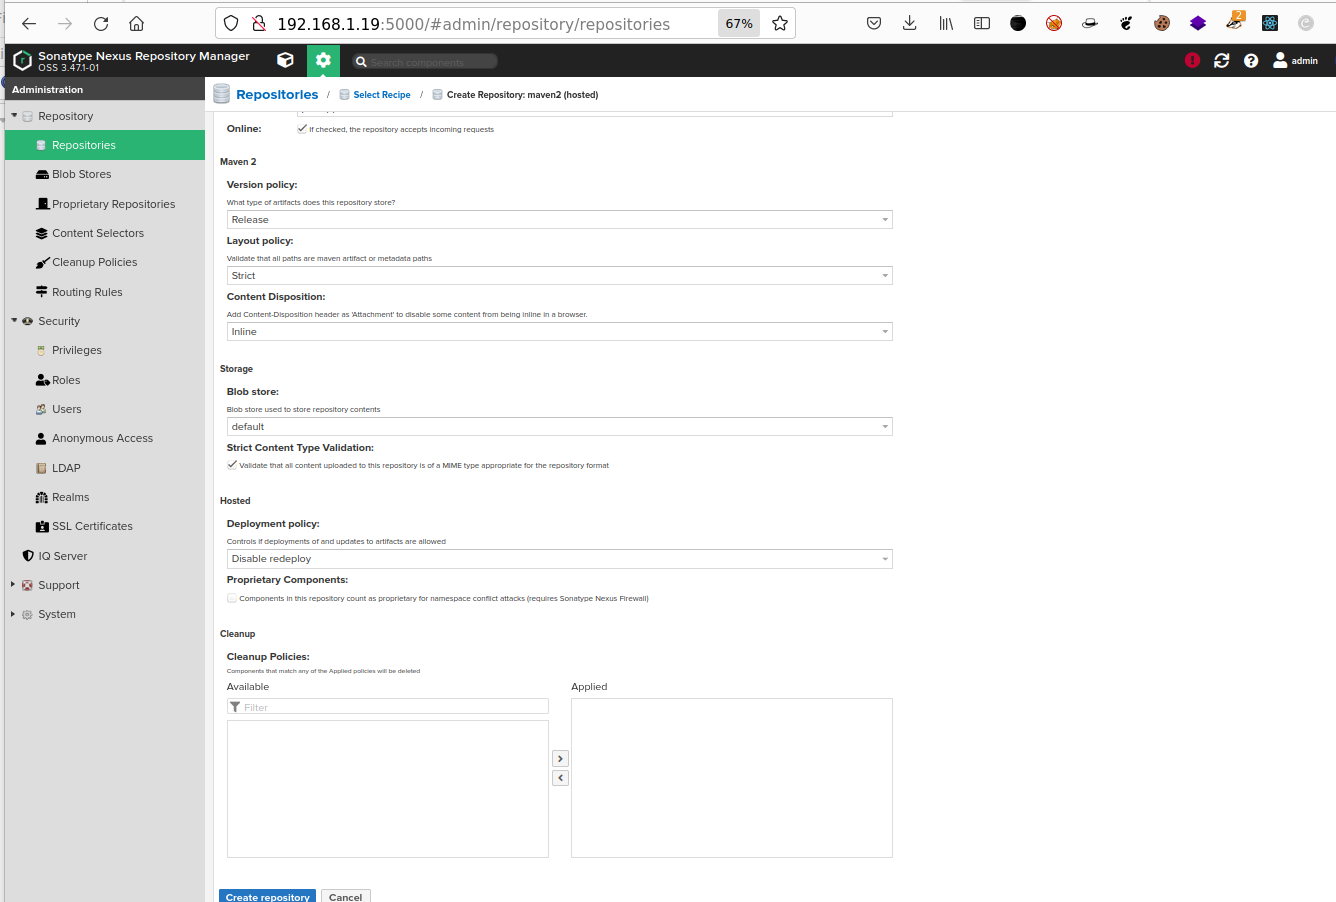 192.168.1.19:5000/#admin/repository/repositories
67%
2
Sonatype Nexus Repository Manager
OSS 3.47.1-01
Search components
admin
Administration
Repositories / Select Recipe / Create Repository: maven2 (hosted)
Repository
Repositories
Blob Stores
Proprietary Repositories
Content Selectors
Cleanup Policies
Routing Rules
Security
Privileges
Roles
Users
Anonymous Access
LDAP
Realms
SSL Certificates
IQ Server
Support
System
Online:
If checked, the repository accepts incoming requests
Maven 2
Version policy:
What type of artifacts does this repository store?
Release
Layout policy:
Validate that all paths are maven artifact or metadata paths
Strict
Content Disposition:
Add Content-Disposition header as 'Attachment' to disable some content from being inline in a browser.
Inline
Storage
Blob store:
Blob store used to store repository contents
default
Strict Content Type Validation:
Validate that all content uploaded to this repository is of a MIME type appropriate for the repository format
Hosted
Deployment policy:
Controls if deployments of and updates to artifacts are allowed
Disable redeploy
Proprietary Components:
Components in this repository count as proprietary for namespace conflict attacks (requires Sonatype Nexus Firewall)
Cleanup
Cleanup Policies:
Components that match any of the Applied policies will be deleted
Available
Applied
Filter
Create repository
Cancel